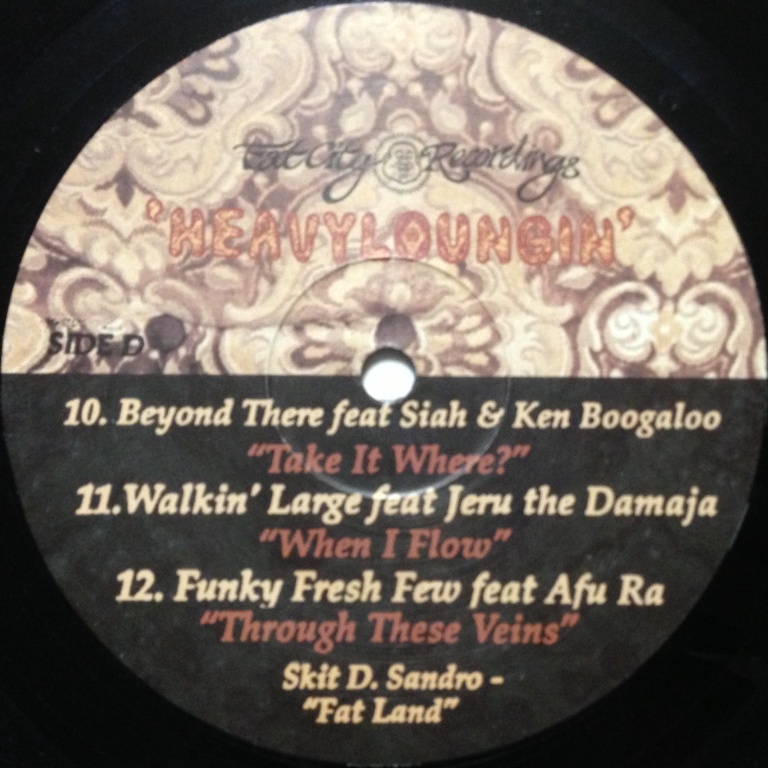 Fat City Recordings
'HEAVYLOUNGIN'
SIDE D
10. Beyond There feat Siah & Ken Boogaloo
"Take It Where?"
11.Walkin' Large feat Jeru the Damaja
"When I Flow"
12. Funky Fresh Few feat Afu Ra
"Through These Veins"
Skit D. Sandro -
"Fat Land"